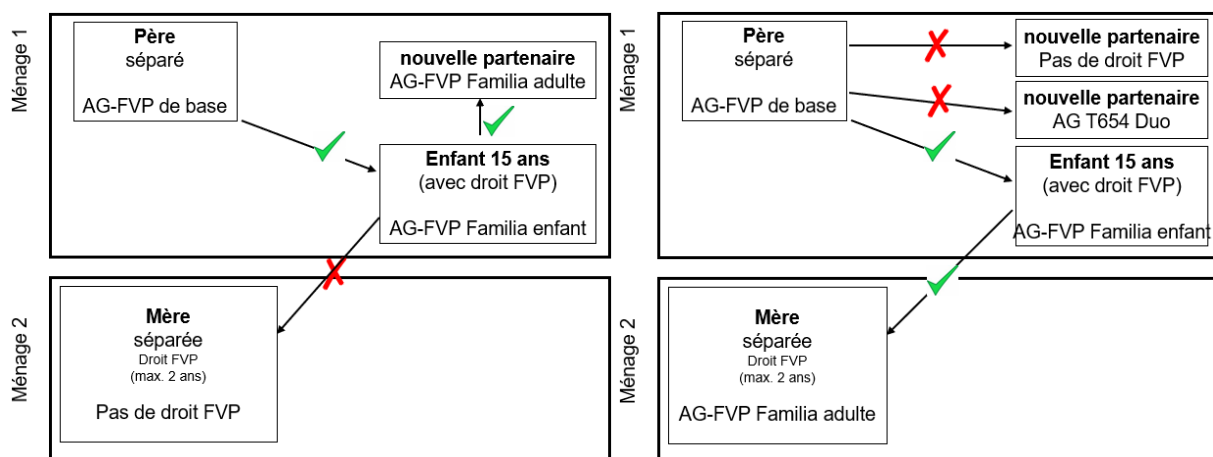 Ménage 1
Père
séparé
AG-FVP de base
nouvelle partenaire
AG-FVP Familia adulte
Enfant 15 ans
(avec droit FVP)
AG-FVP Familia enfant
Ménage 2
Mère
séparée
Droit FVP
(max. 2 ans)
Pas de droit FVP
Ménage 1
Père
séparé
AG-FVP de base
nouvelle partenaire
Pas de droit FVP
nouvelle partenaire
AG T654 Duo
Enfant 15 ans
(avec droit FVP)
AG-FVP Familia enfant
Ménage 2
Mère
séparée
Droit FVP
(max. 2 ans)
AG-FVP Familia adulte